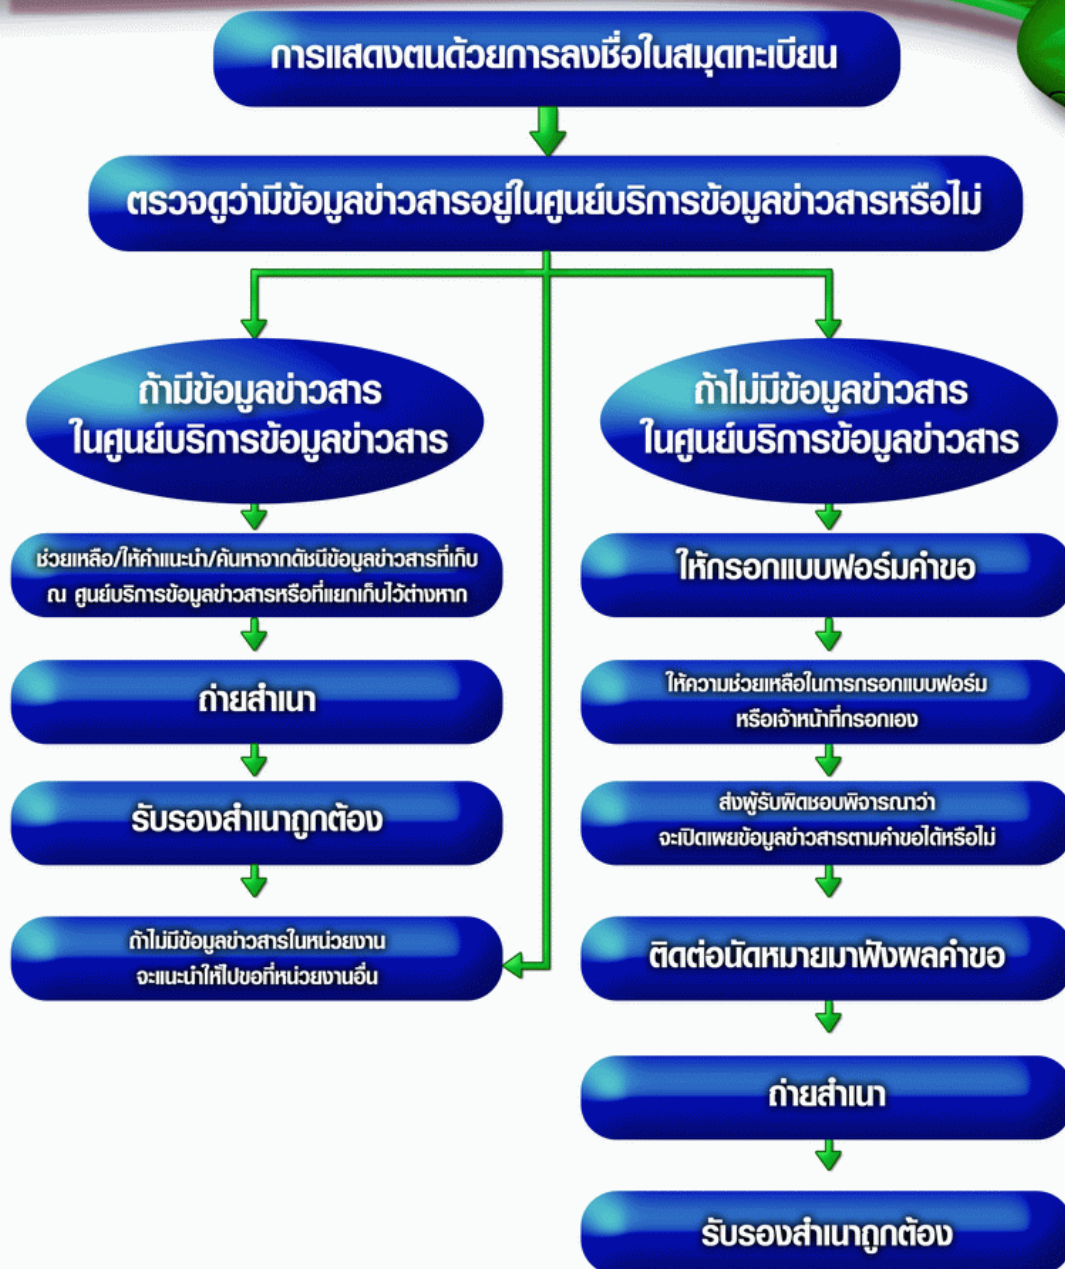 การแสดงตนด้วยการลงชื่อในสมุดทะเบียน
ตรวจดูว่ามีข้อมูลข่าวสารอยู่ในศูนย์บริการข้อมูลข่าวสารหรือไม่
ถ้ามีข้อมูลข่าวสาร
ในศูนย์บริการข้อมูลข่าวสาร
ช่วยเหลือ/ให้คำแนะนำ/ค้นหาจากดัชนีข้อมูลข่าวสารที่เก็บ
ณ ศูนย์บริการข้อมูลข่าวสารหรือที่แยกเก็บไว้ต่างหาก
ถ่ายสำเนา
รับรองสำเนาถูกต้อง
ถ้าไม่มีข้อมูลข่าวสารในหน่วยงาน
จะแนะนำให้ไปขอที่หน่วยงานอื่น
ถ้าไม่มีข้อมูลข่าวสาร
ในศูนย์บริการข้อมูลข่าวสาร
ให้กรอกแบบฟอร์มคำขอ
ให้ความช่วยเหลือในการกรอกแบบฟอร์ม
หรือเจ้าหน้าที่กรอกเอง
ส่งผู้รับผิดชอบพิจารณาว่า
จะเปิดเผยข้อมูลข่าวสารตามคำขอได้หรือไม่
ติดต่อนัดหมายมาฟังผลคำขอ
ถ่ายสำเนา
รับรองสำเนาถูกต้อง